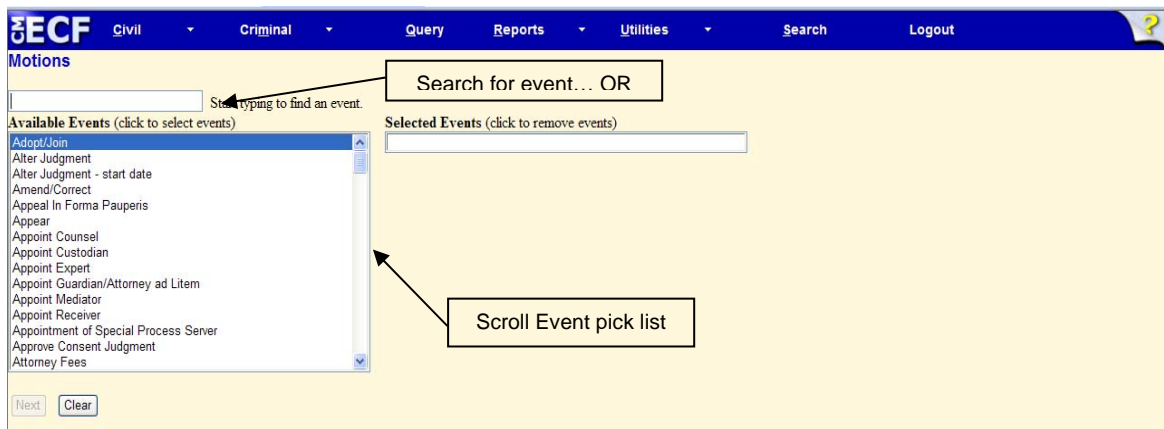 CM ECF Civil Criminal Query Reports Utilities Search Logout ?
Motions
Search for event… OR
Start typing to find an event.
Available Events (click to select events) Selected Events (click to remove events)
Adopt/Join
Alter Judgment
Alter Judgment - start date
Amend/Correct
Appeal In Forma Pauperis
Appear
Appoint Counsel
Appoint Custodian
Appoint Expert
Appoint Guardian/Attorney ad Litem
Appoint Mediator
Appoint Receiver
Appointment of Special Process Server
Approve Consent Judgment
Attorney Fees
Scroll Event pick list
Next Clear